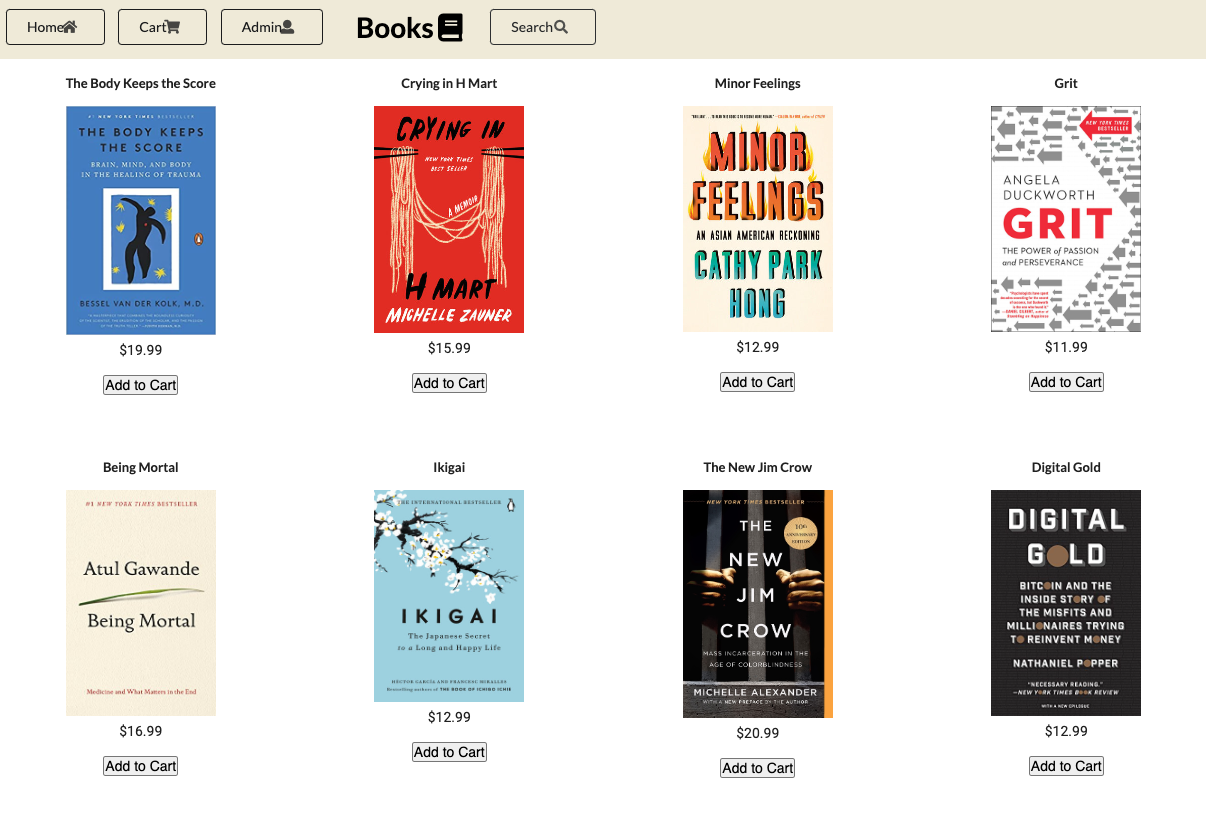 Home
Cart
Admin
Books
Search
The Body Keeps the Score
Crying in H Mart
Minor Feelings
Grit
#1 NEW YORK TIMES BESTSELLER
THE BODY KEEPS
THE SCORE
BRAIN, MIND, AND BODY
IN THE HEALING OF TRAUMA
BESSEL VAN DER KOLK, M.D.
CRYING IN
NEW YORK TIMES
BEST SELLER
A MEMOIR
H MART
MICHELLE ZAUNER
MINOR
FEELINGS
AN ASIAN AMERICAN RECKONING
CATHY PARK
HONG
NEW YORK TIMES
BESTSELLER
ANGELA
DUCKWORTH
GRIT
THE POWER of PASSION
and PERSEVERANCE
$19.99
$15.99
$12.99
$11.99
Add to Cart
Add to Cart
Add to Cart
Add to Cart
Being Mortal
Ikigai
The New Jim Crow
Digital Gold
#1 NEW YORK TIMES BESTSELLER
Atul Gawande
Being Mortal
Medicine and What Matters in the End
THE INTERNATIONAL BESTSELLER
IKIGAI
The Japanese Secret
to a Long and Happy Life
HÉCTOR GARCÍA AND FRANCESC MIRALLES
Bestselling authors of THE BOOK OF ICHIGO ICHIE
NEW YORK TIMES BESTSELLER
10th
ANNIVERSARY
EDITION
THE
NEW
JIM
CROW
MASS INCARCERATION IN THE
AGE OF COLORBLINDNESS
MICHELLE ALEXANDER
WITH A NEW PREFACE BY THE AUTHOR
DIGITAL
GOLD
BITCOIN AND THE
INSIDE STORY OF
THE MISFITS AND
MILLIONAIRES TRYING
TO REINVENT MONEY
NATHANIEL POPPER
"NECESSARY READING."
—NEW YORK TIMES BOOK REVIEW
WITH A NEW EPILOGUE
$16.99
$12.99
$20.99
$12.99
Add to Cart
Add to Cart
Add to Cart
Add to Cart